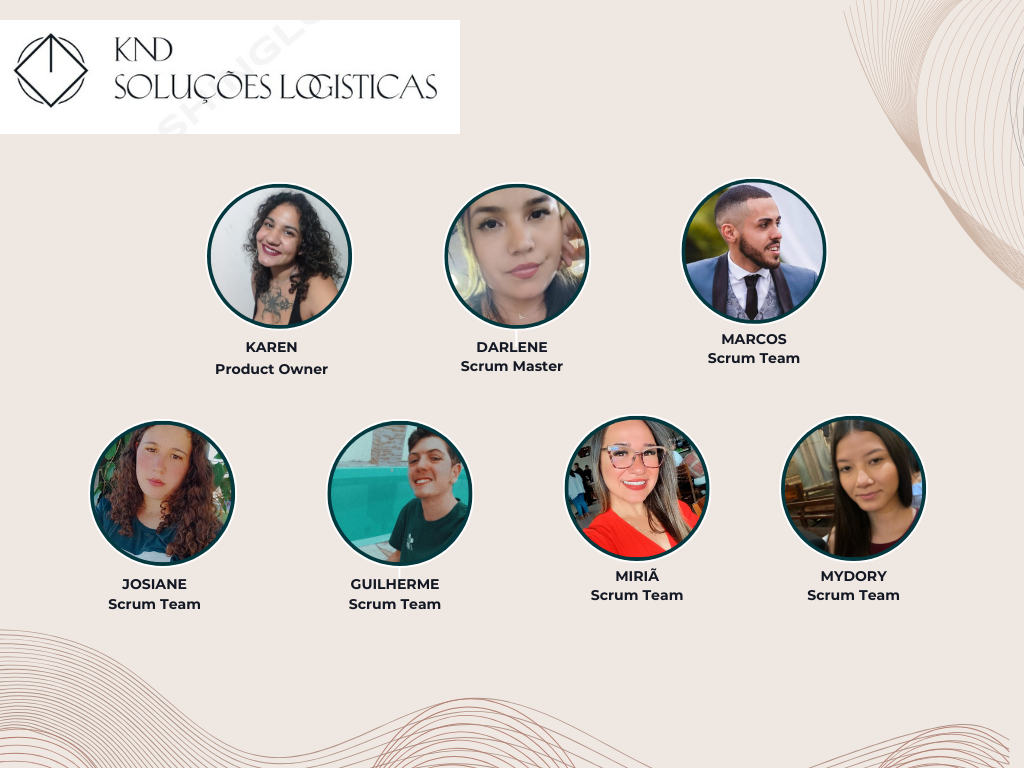 KND
SOLUÇÕES LOGISTICAS
KAREN
Product Owner
DARLENE
Scrum Master
MARCOS
Scrum Team
JOSIANE
Scrum Team
GUILHERME
Scrum Team
MIRIÃ
Scrum Team
MYDORY
Scrum Team